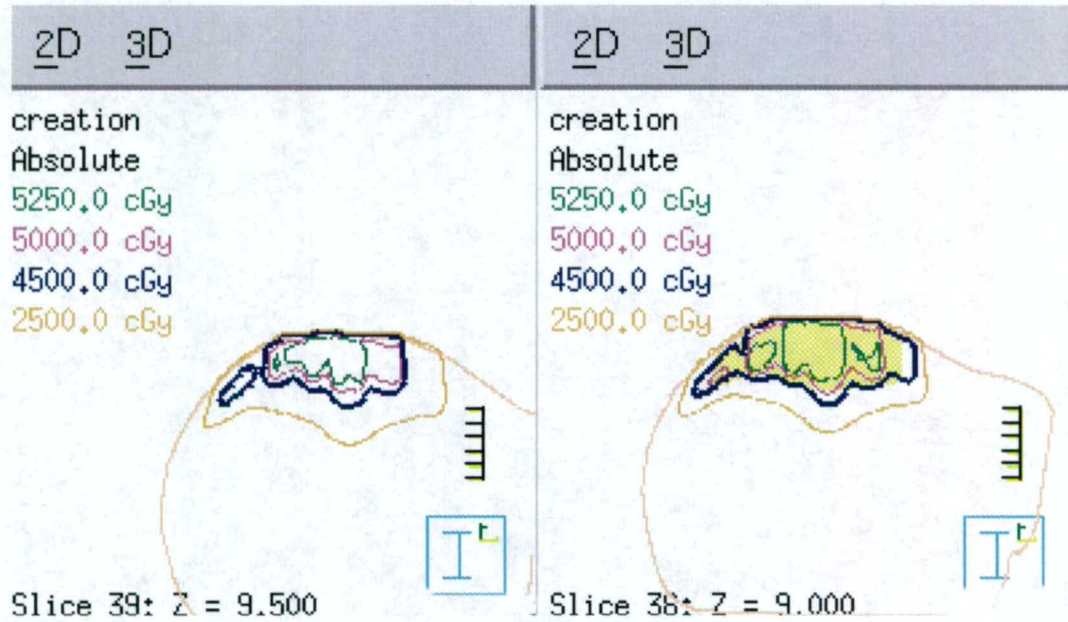 2D 3D
creation
Absolute
5250.0 cGy
5000.0 cGy
4500.0 cGy
2500.0 cGy
Slice 39: Z = 9.500
2D 3D
creation
Absolute
5250.0 cGy
5000.0 cGy
4500.0 cGy
2500.0 cGy
Slice 38: Z = 9.000